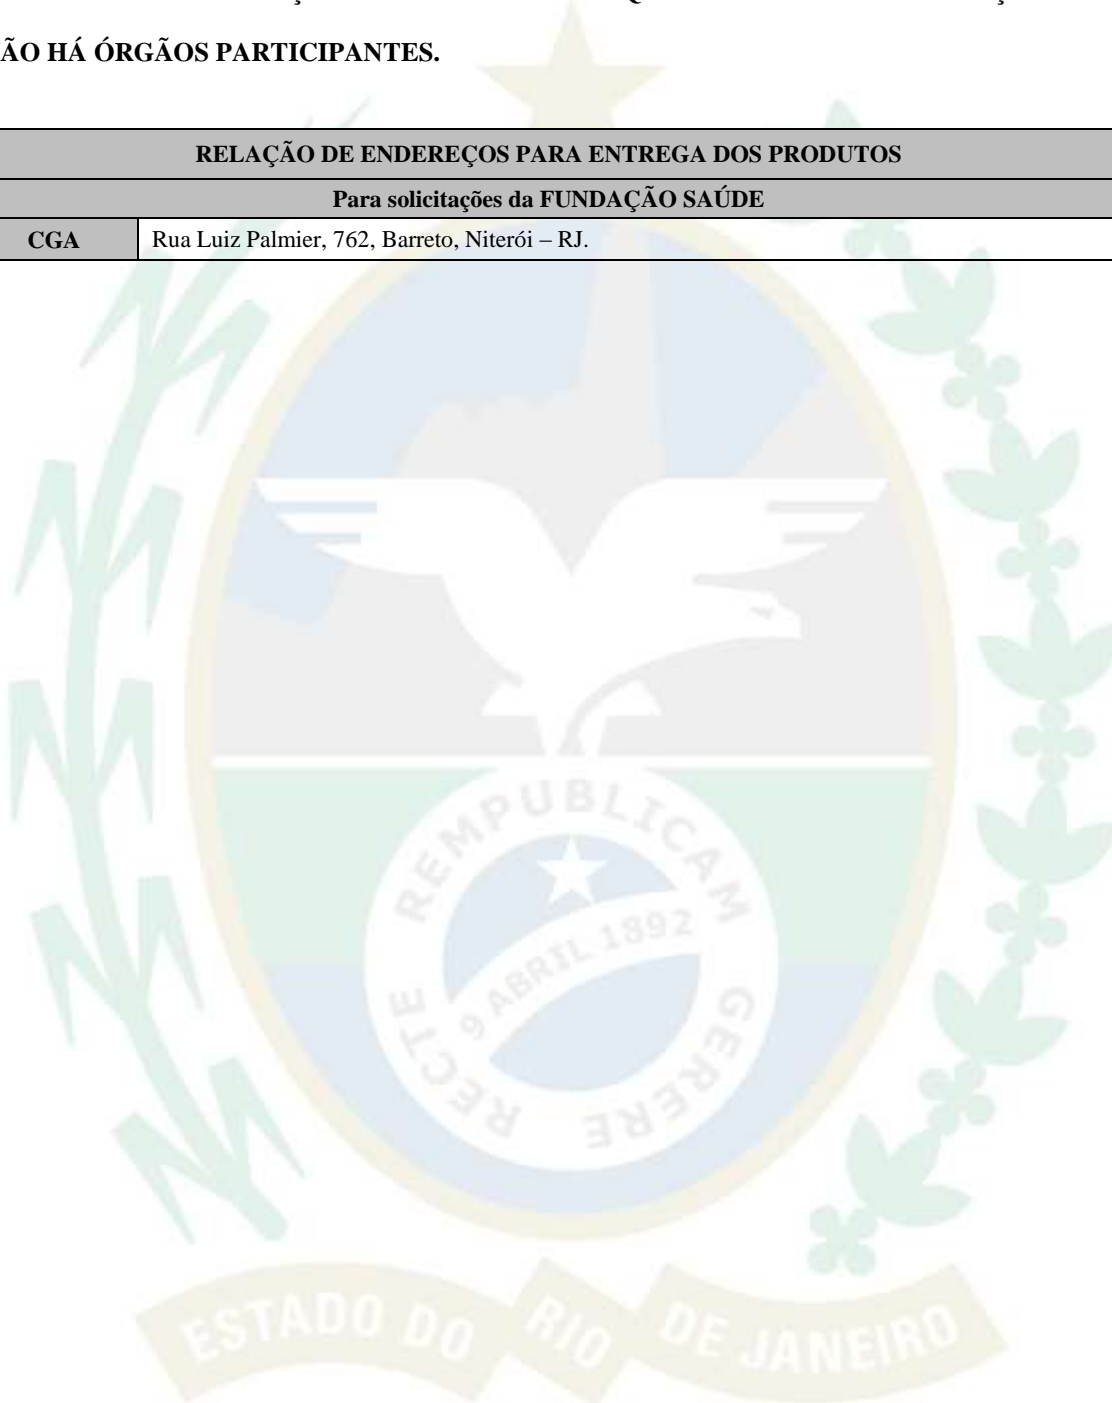 ÃO HÁ ÓRGÃOS PARTICIPANTES.
RELAÇÃO DE ENDEREÇOS PARA ENTREGA DOS PRODUTOS
Para solicitações da FUNDAÇÃO SAÚDE
CGA Rua Luiz Palmier, 762, Barreto, Niterói – RJ.
REMPUBLICAM
9 ABRIL 1892
RECTE GERERE
ESTADO DO RIO DE JANEIRO